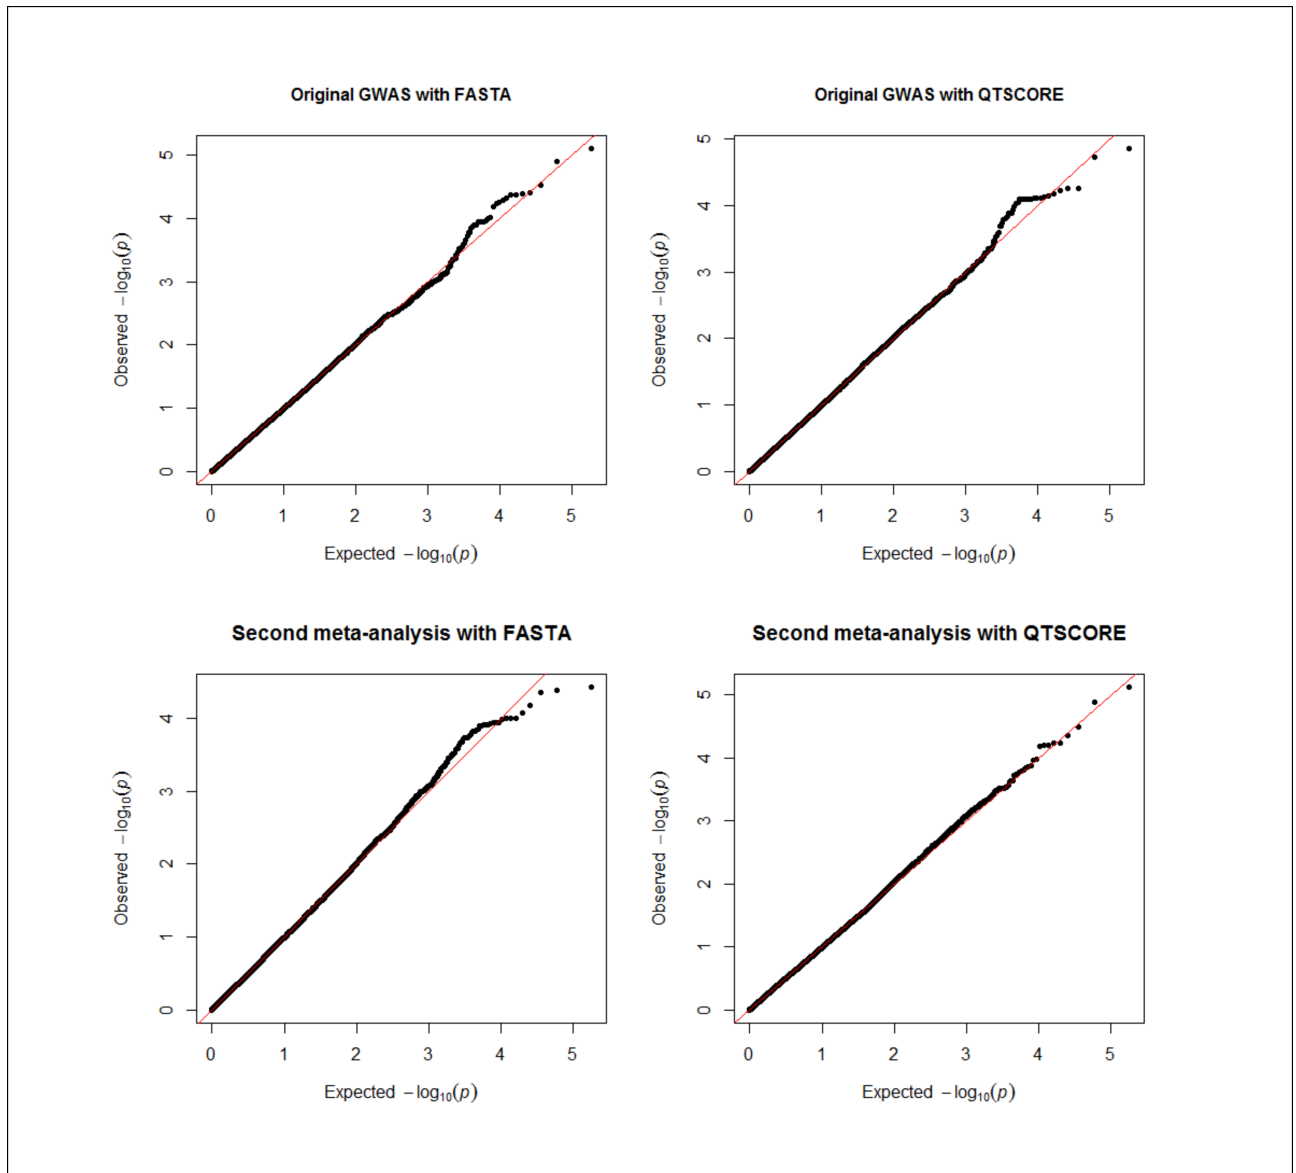 Original GWAS with FASTA
Observed −log10(p)
5
4
3
2
1
0
0 1 2 3 4 5
Expected −log10(p)
Original GWAS with QTSCORE
Observed −log10(p)
5
4
3
2
1
0
0 1 2 3 4 5
Expected −log10(p)
Second meta-analysis with FASTA
Observed −log10(p)
4
3
2
1
0
0 1 2 3 4 5
Expected −log10(p)
Second meta-analysis with QTSCORE
Observed −log10(p)
5
4
3
2
1
0
0 1 2 3 4 5
Expected −log10(p)